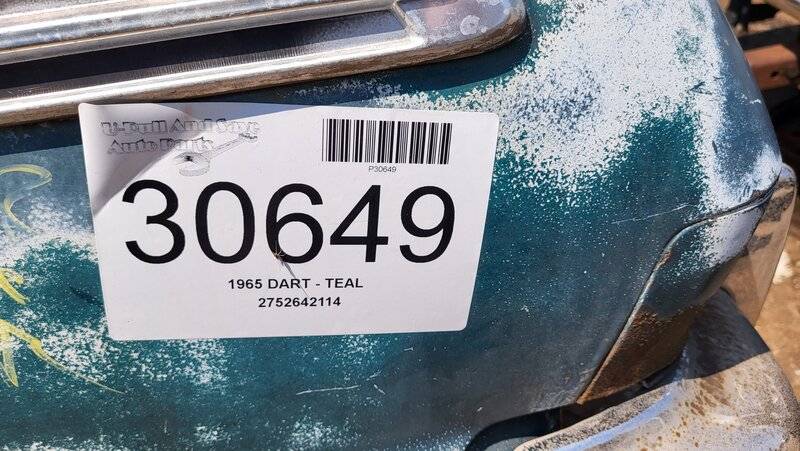 U-Pull And Save
Auto Parts
P30649
30649
1965 DART - TEAL
2752642114